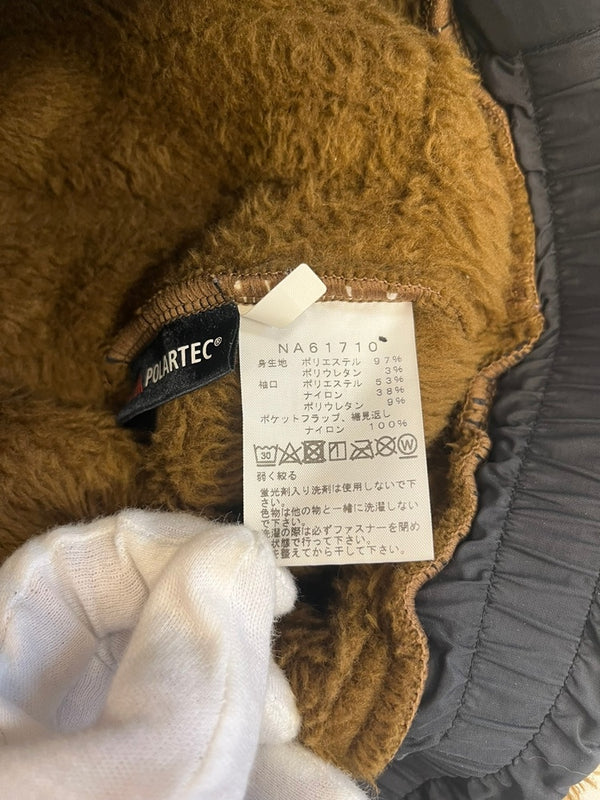 POLARTEC®
NA61710
身生地 ポリエステル 97%
ポリウレタン 3%
袖口 ポリエステル 53%
ナイロン 38%
ポリウレタン 9%
ポケットフラップ、裾見返し
ナイロン 100%
30 W
弱く絞る
蛍光剤入り洗剤は使用しないで下
さい。
色物は他の物と一緒に洗濯しない
で下さい。
洗濯の際は必ずファスナーを閉め
状態で行って下さい。
を整えてから干して下さい。